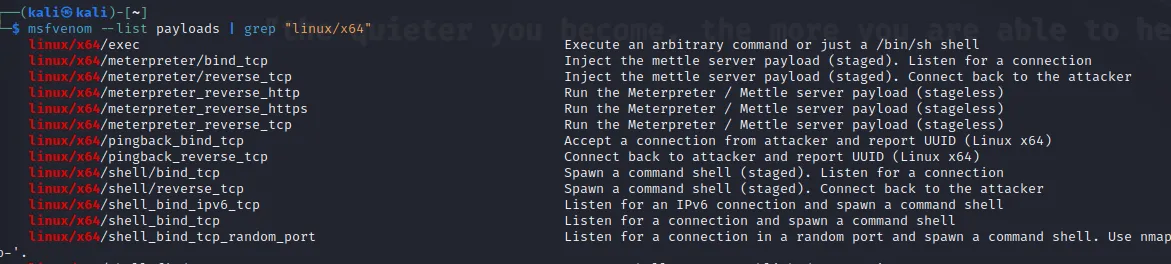 (kali㉿kali)-[~]
$ msfvenom --list payloads | grep "linux/x64"
the quieter you become, the more you are able to he
linux/x64/exec Execute an arbitrary command or just a /bin/sh shell
linux/x64/meterpreter/bind_tcp Inject the mettle server payload (staged). Listen for a connection
linux/x64/meterpreter/reverse_tcp Inject the mettle server payload (staged). Connect back to the attacker
linux/x64/meterpreter_reverse_http Run the Meterpreter / Mettle server payload (stageless)
linux/x64/meterpreter_reverse_https Run the Meterpreter / Mettle server payload (stageless)
linux/x64/meterpreter_reverse_tcp Run the Meterpreter / Mettle server payload (stageless)
linux/x64/pingback_bind_tcp Accept a connection from attacker and report UUID (Linux x64)
linux/x64/pingback_reverse_tcp Connect back to attacker and report UUID (Linux x64)
linux/x64/shell/bind_tcp Spawn a command shell (staged). Listen for a connection
linux/x64/shell/reverse_tcp Spawn a command shell (staged). Connect back to the attacker
linux/x64/shell_bind_ipv6_tcp Listen for an IPv6 connection and spawn a command shell
linux/x64/shell_bind_tcp Listen for a connection and spawn a command shell
linux/x64/shell_bind_tcp_random_port Listen for a connection in a random port and spawn a command shell. Use nmap
o-'.